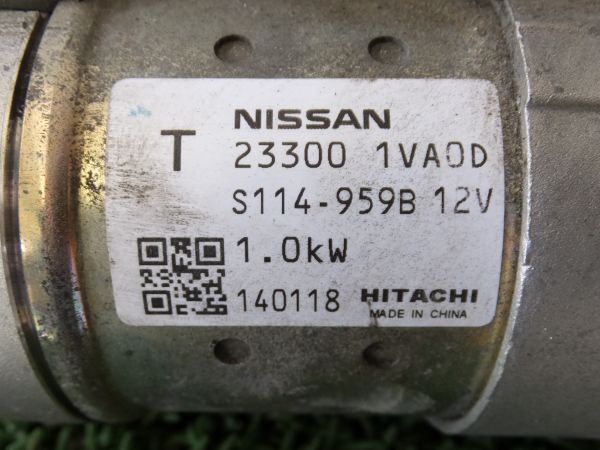 NISSAN
T 23300 1VA0D
S114-959B 12V
1.0kW
140118 HITACHI
MADE IN CHINA